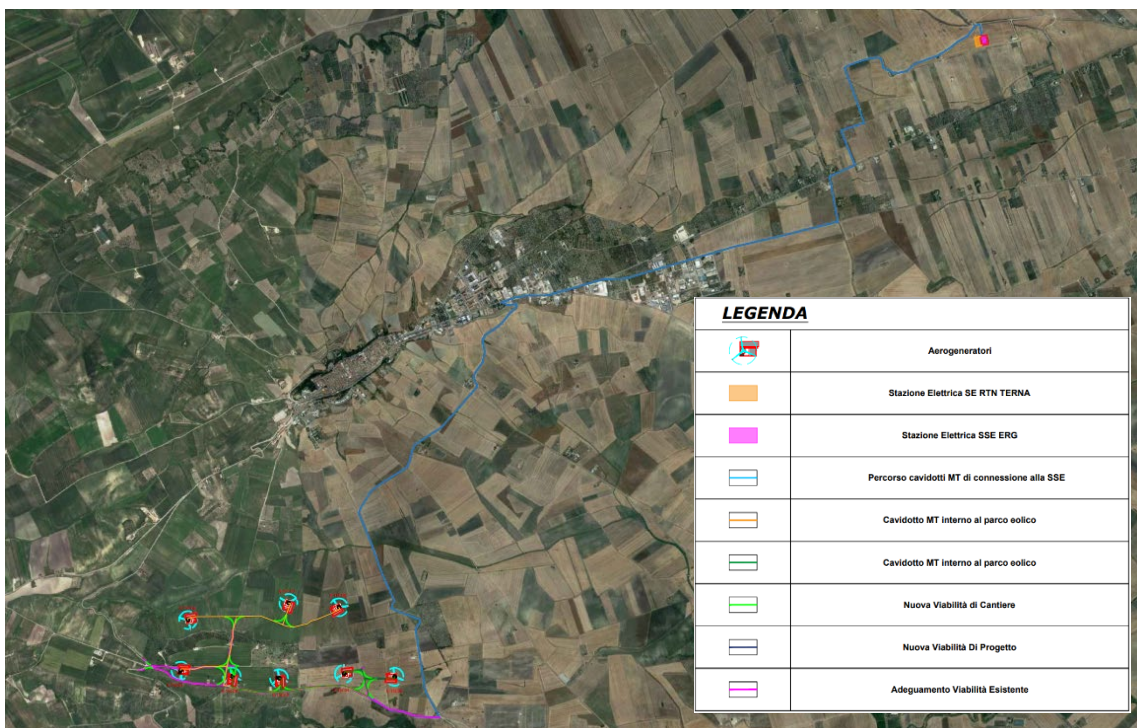 LEGENDA
Aerogeneratori
Stazione Elettrica SE RTN TERNA
Stazione Elettrica SSE ERG
Percorso cavidotti MT di connessione alla SSE
Cavidotto MT interno al parco eolico
Cavidotto MT interno al parco eolico
Nuova Viabilità di Cantiere
Nuova Viabilità Di Progetto
Adeguamento Viabilità Esistente